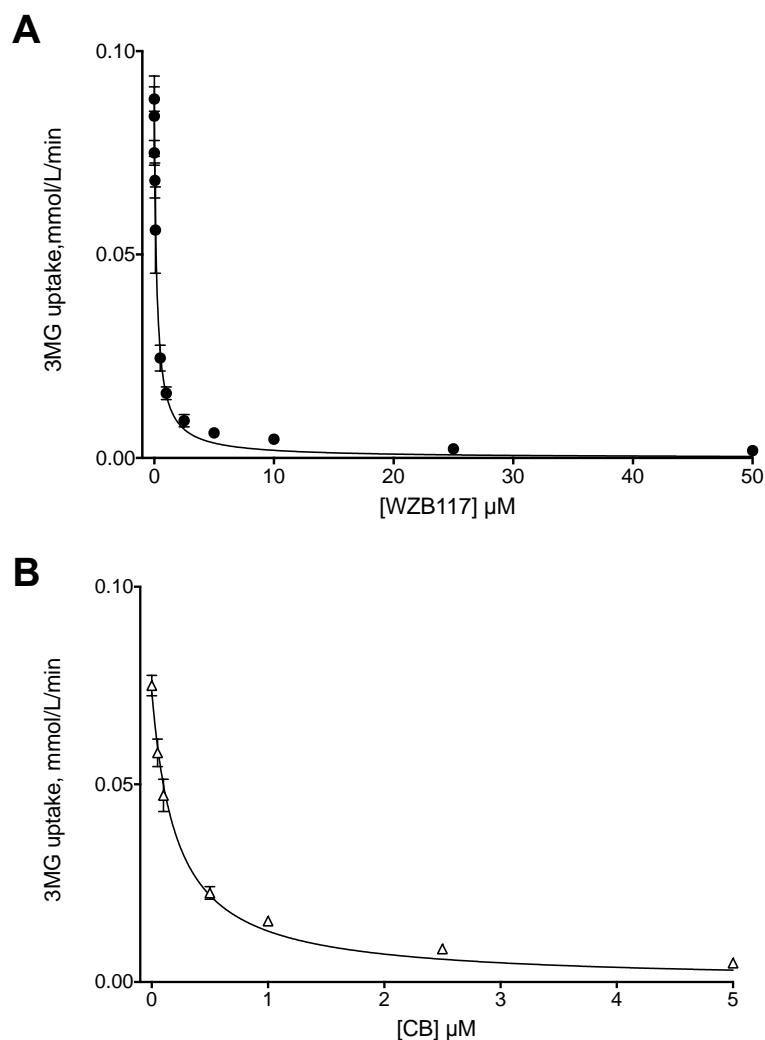 A
0.10
0.05
0.00
3MG uptake,mmol/L/min
0 10 20 30 40 50
[WZB117] µM
B
0.10
0.05
0.00
3MG uptake, mmol/L/min
0 1 2 3 4 5
[CB] µM